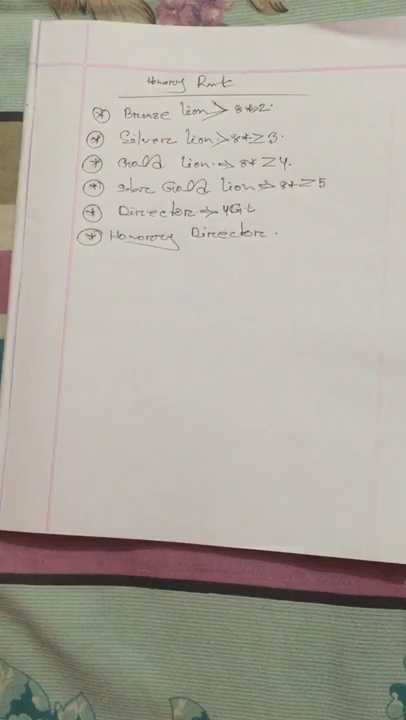 Honorary Rank
* Bronze lion > 8*≥2.
* Silver lion > 8*≥3.
* Gold lion → 8*≥4.
* Star Gold lion ⇒ 8*≥5
* Director → 4G.L
* Honorary Director.